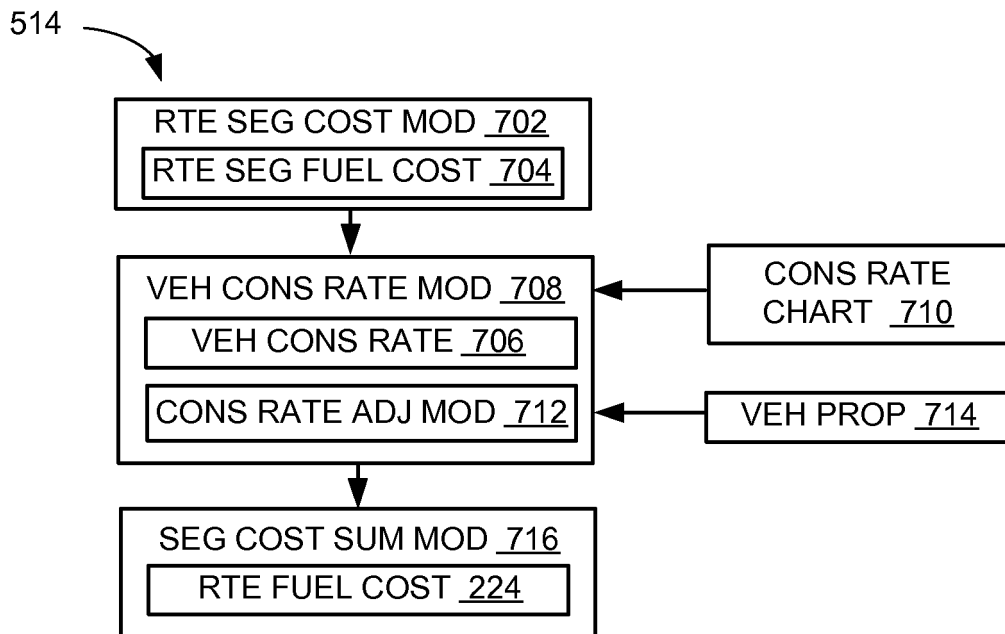 514
RTE SEG COST MOD 702
RTE SEG FUEL COST 704
VEH CONS RATE MOD 708
VEH CONS RATE 706
CONS RATE ADJ MOD 712
CONS RATE
CHART 710
VEH PROP 714
SEG COST SUM MOD 716
RTE FUEL COST 224